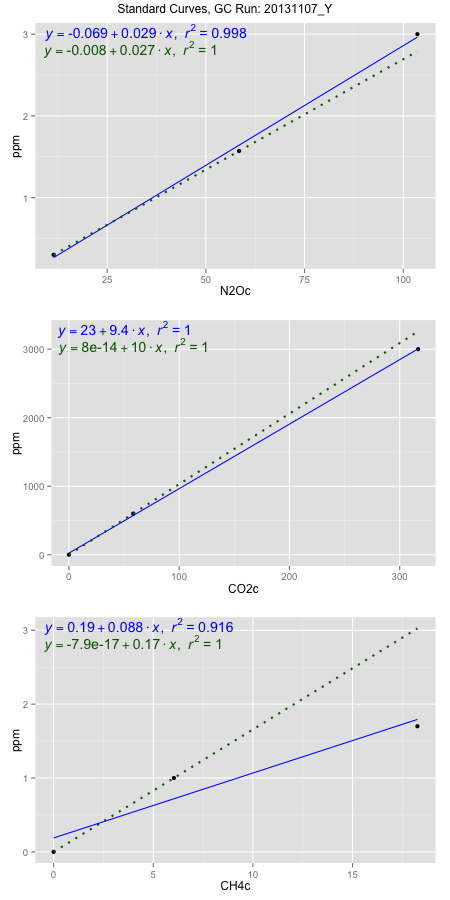 Standard Curves, GC Run: 20131107_Y
y = -0.069 + 0.029 · x, r² = 0.998
y = -0.008 + 0.027 · x, r² = 1
3
2
1
ppm
25 50 75 100
N2Oc
y = 23 + 9.4 · x, r² = 1
y = 8e-14 + 10 · x, r² = 1
3000
2000
1000
0
ppm
0 100 200 300
CO2c
y = 0.19 + 0.088 · x, r² = 0.916
y = -7.9e-17 + 0.17 · x, r² = 1
3
2
1
0
ppm
0 5 10 15
CH4c